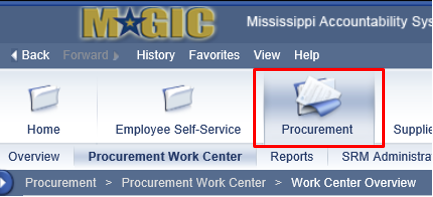 MAGIC Mississippi Accountability Sys
Back Forward History Favorites View Help
Home Employee Self-Service Procurement Supplie
Overview Procurement Work Center Reports SRM Administra
Procurement > Procurement Work Center > Work Center Overview